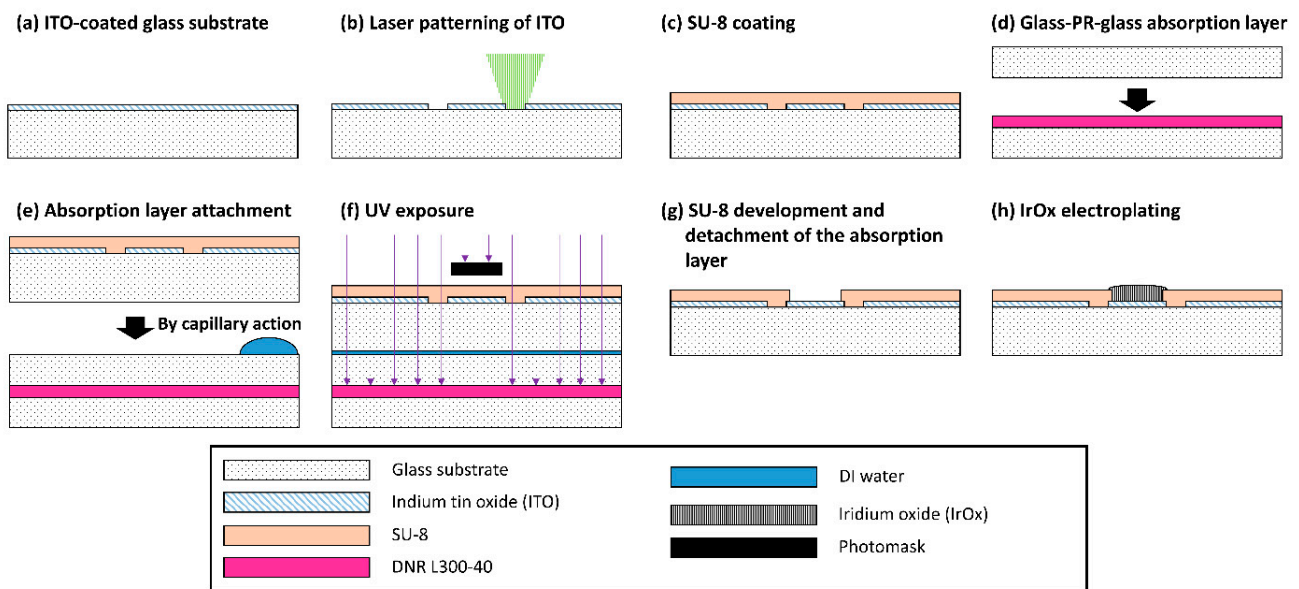 (a) ITO-coated glass substrate
(b) Laser patterning of ITO
(c) SU-8 coating
(d) Glass-PR-glass absorption layer
(e) Absorption layer attachment
By capillary action
(f) UV exposure
(g) SU-8 development and
detachment of the absorption
layer
(h) IrOx electroplating
Glass substrate
Indium tin oxide (ITO)
SU-8
DNR L300-40
DI water
Iridium oxide (IrOx)
Photomask